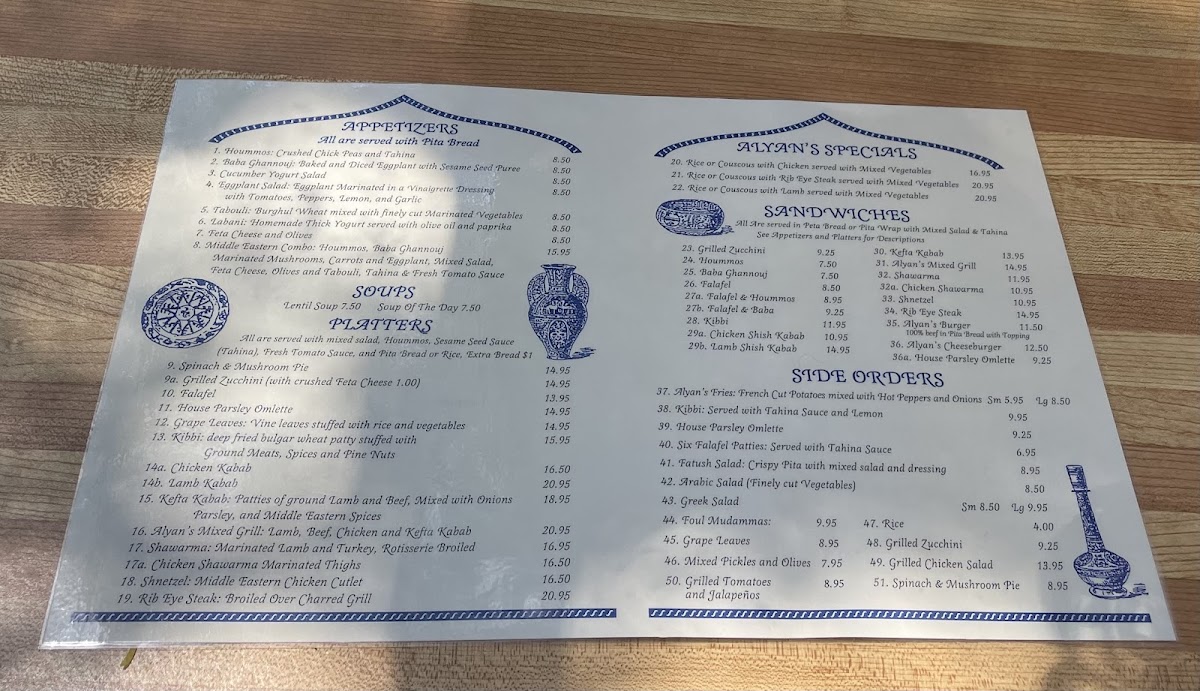 APPETIZERS
All are served with Pita Bread
1. Hoummos: Crushed Chick Peas and Tahina 8.50
2. Baba Ghannouj: Baked and Diced Eggplant with Sesame Seed Puree 8.50
3. Cucumber Yogurt Salad 8.50
4. Eggplant Salad: Eggplant Marinated in a Vinaigrette Dressing 8.50
with Tomatoes, Peppers, Lemon, and Garlic
5. Tabouli: Burghul Wheat mixed with finely cut Marinated Vegetables 8.50
6. Labani: Homemade Thick Yogurt served with olive oil and paprika 8.50
7. Feta Cheese and Olives 8.50
8. Middle Eastern Combo: Hoummos, Baba Ghannouj 15.95
Marinated Mushrooms, Carrots and Eggplant, Mixed Salad,
Feta Cheese, Olives and Tabouli, Tahina & Fresh Tomato Sauce
SOUPS
Lentil Soup 7.50 Soup Of The Day 7.50
PLATTERS
All are served with mixed salad, Hoummos, Sesame Seed Sauce
(Tahina), Fresh Tomato Sauce, and Pita Bread or Rice, Extra Bread $1
9. Spinach & Mushroom Pie 14.95
9a. Grilled Zucchini (with crushed Feta Cheese 1.00) 14.95
10. Falafel 13.95
11. House Parsley Omlette 14.95
12. Grape Leaves: Vine leaves stuffed with rice and vegetables 14.95
13. Kibbi: deep fried bulgar wheat patty stuffed with 15.95
Ground Meats, Spices and Pine Nuts
14a. Chicken Kabab 16.50
14b. Lamb Kabab 20.95
15. Kefta Kabab: Patties of ground Lamb and Beef, Mixed with Onions 18.95
Parsley, and Middle Eastern Spices
16. Alyan's Mixed Grill: Lamb, Beef, Chicken and Kefta Kabab 20.95
17. Shawarma: Marinated Lamb and Turkey, Rotisserie Broiled 16.95
17a. Chicken Shawarma Marinated Thighs 16.50
18. Shnetzel: Middle Eastern Chicken Cutlet 16.50
19. Rib Eye Steak: Broiled Over Charred Grill 20.95
ALYAN'S SPECIALS
20. Rice or Couscous with Chicken served with Mixed Vegetables 16.95
21. Rice or Couscous with Rib Eye Steak served with Mixed Vegetables 20.95
22. Rice or Couscous with Lamb served with Mixed Vegetables 20.95
SANDWICHES
All Are served in Peta Bread or Pita Wrap with Mixed Salad & Tahina
See Appetizers and Platters for Descriptions
23. Grilled Zucchini 9.25
24. Hoummas 7.50
25. Baba Ghannouj 7.50
26. Falafel 8.50
27a. Falafel & Hoummos 8.95
27b. Falafel & Baba 9.25
28. Kibbi 11.95
29a. Chicken Shish Kabab 10.95
29b. Lamb Shish Kabab 14.95
30. Kefta Kabab 13.95
31. Alyan's Mixed Grill 14.95
32. Shawarma 11.95
32a. Chicken Shawarma 10.95
33. Shnetzel 10.95
34. Rib Eye Steak 14.95
35. Alyan's Burger 11.50
100% beef in Pita Bread with Topping
36. Alyan's Cheeseburger 12.50
36a. House Parsley Omlette 9.25
SIDE ORDERS
37. Alyan's Fries: French Cut Potatoes mixed with Hot Peppers and Onions Sm 5.95 Lg 8.50
38. Kibbi: Served with Tahina Sauce and Lemon 9.95
39. House Parsley Omlette 9.25
40. Six Falafel Patties: Served with Tahina Sauce 6.95
41. Fatush Salad: Crispy Pita with mixed salad and dressing 8.95
42. Arabic Salad (Finely cut Vegetables) 8.50
43. Greek Salad Sm 8.50 Lg 9.95
44. Foul Mudammas: 9.95 47. Rice 4.00
45. Grape Leaves 8.95 48. Grilled Zucchini 9.25
46. Mixed Pickles and Olives 7.95 49. Grilled Chicken Salad 13.95
50. Grilled Tomatoes 8.95 51. Spinach & Mushroom Pie 8.95
and Jalapeños